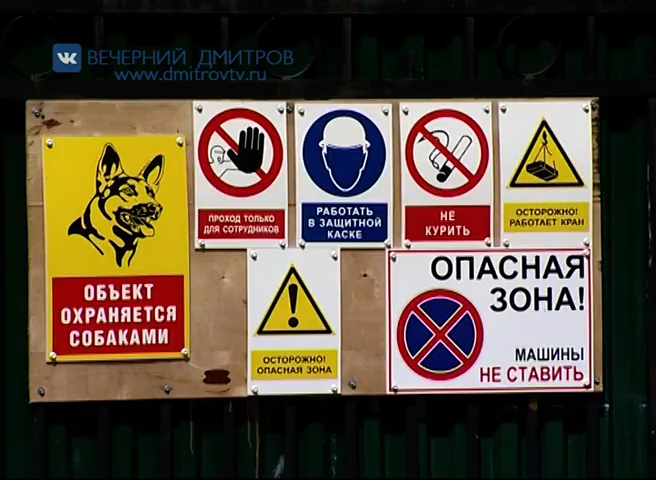 ВЕЧЕРНИЙ ДМИТРОВ
www.dmitrovtv.ru
ОБЪЕКТ
ОХРАНЯЕТСЯ
СОБАКАМИ
ПРОХОД ТОЛЬКО
ДЛЯ СОТРУДНИКОВ
РАБОТАТЬ
В ЗАЩИТНОЙ
КАСКЕ
НЕ
КУРИТЬ
ОСТОРОЖНО!
РАБОТАЕТ КРАН
ОСТОРОЖНО!
ОПАСНАЯ ЗОНА
ОПАСНАЯ
ЗОНА!
МАШИНЫ
НЕ СТАВИТЬ